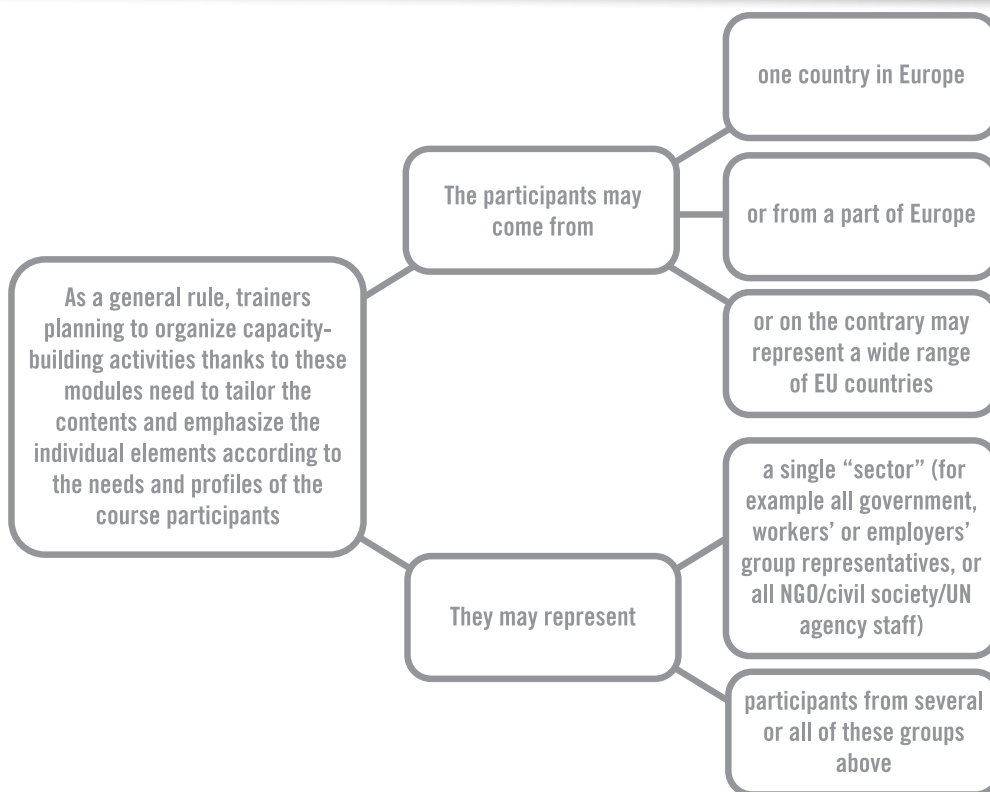 As a general rule, trainers
planning to organize capacity-
building activities thanks to these
modules need to tailor the
contents and emphasize the
individual elements according to
the needs and profiles of the
course participants
The participants may
come from
one country in Europe
or from a part of Europe
or on the contrary may
represent a wide range
of EU countries
They may represent
a single “sector” (for
example all government,
workers’ or employers’
group representatives, or
all NGO/civil society/UN
agency staff)
participants from several
or all of these groups
above